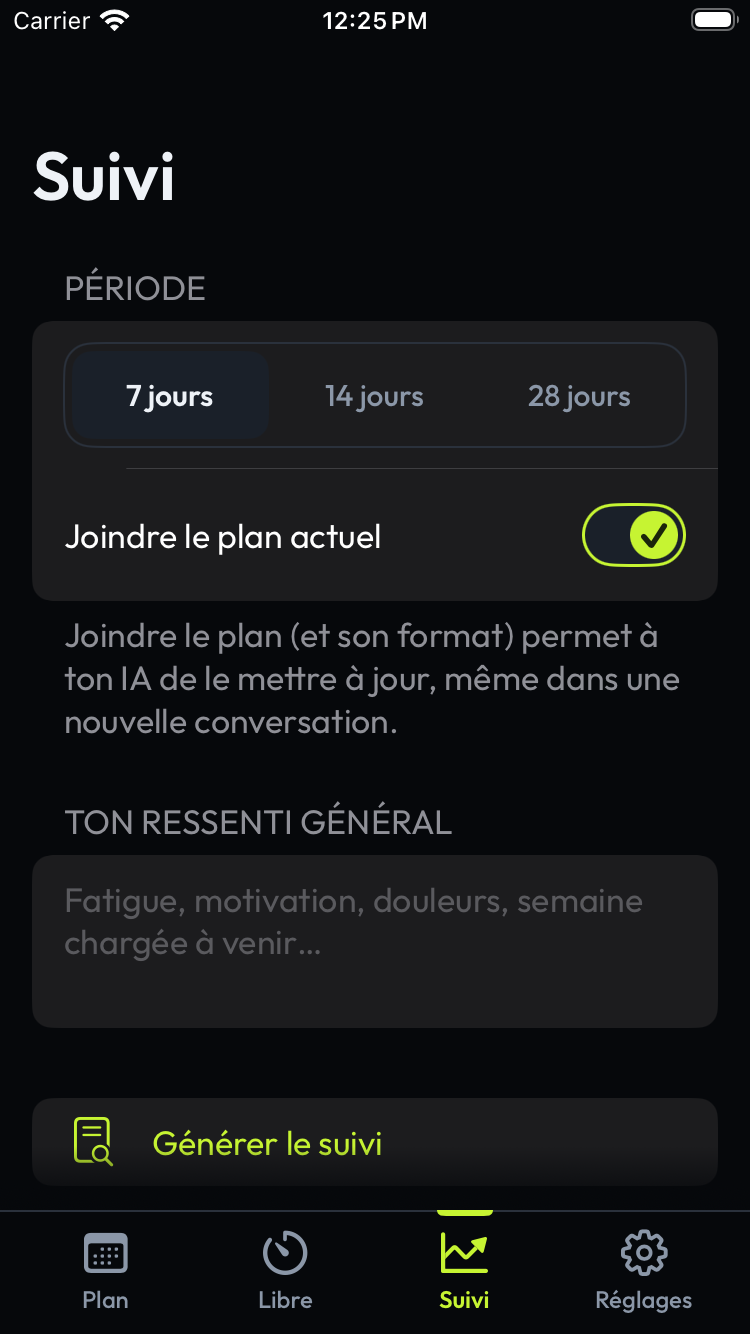 Carrier 12:25 PM
Suivi
PÉRIODE
7 jours 14 jours 28 jours
Joindre le plan actuel
Joindre le plan (et son format) permet à
ton IA de le mettre à jour, même dans une
nouvelle conversation.
TON RESSENTI GÉNÉRAL
Fatigue, motivation, douleurs, semaine
chargée à venir...
Générer le suivi
Plan Libre Suivi Réglages